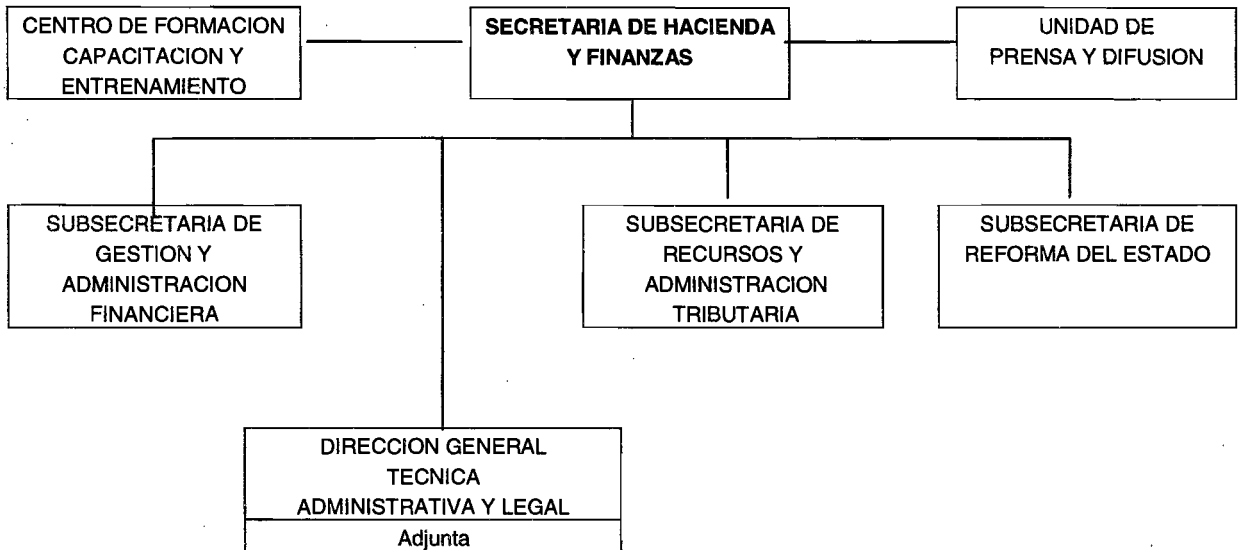 CENTRO DE FORMACION
CAPACITACION Y
ENTRENAMIENTO
SECRETARIA DE HACIENDA
Y FINANZAS
UNIDAD DE
PRENSA Y DIFUSION
SUBSECRETARIA DE
GESTION Y
ADMINISTRACION
FINANCIERA
SUBSECRETARIA DE
RECURSOS Y
ADMINISTRACION
TRIBUTARIA
SUBSECRETARIA DE
REFORMA DEL ESTADO
DIRECCION GENERAL
TECNICA
ADMINISTRATIVA Y LEGAL
Adjunta